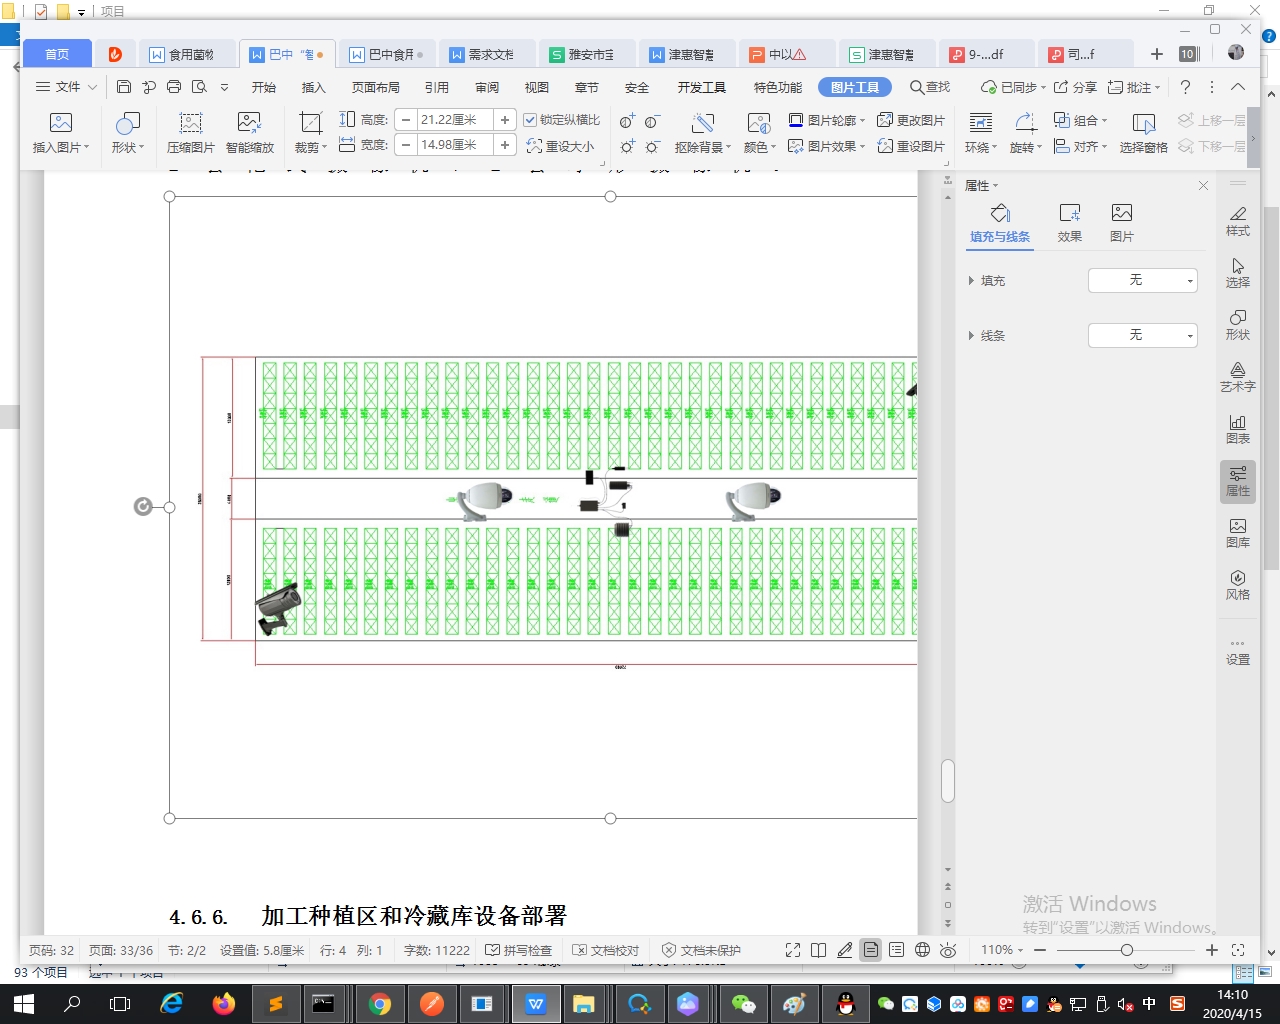 项目
首页
食用菌物
巴中 “智
巴中食用
需求文档
雅安市宝
津惠智慧
中以
津惠智慧
9-...df
司...f
10
文件
开始
插入
页面布局
引用
审阅
视图
章节
安全
开发工具
特色功能
图片工具
查找
已同步
分享
批注
插入图片
形状
压缩图片
智能缩放
裁剪
高度:
21.22厘米
宽度:
14.98厘米
锁定纵横比
重设大小
抠除背景
颜色
图片轮廓
图片效果
更改图片
重设图片
环绕
旋转
组合
对齐
选择窗格
上移一层
下移一层
属性
填充与线条
效果
图片
填充
无
线条
无
样式
选择
形状
艺术字
图表
属性
图库
风格
设置
4.6.6. 加工种植区和冷藏库设备部署
激活 Windows
转到“设置”以激活 Windows。
页码: 32
页面: 33/36
节: 2/2
设置值: 5.8厘米
行: 4
列: 1
字数: 11222
拼写检查
文档校对
文档未保护
110%
93 个项目
中
14:10
2020/4/15